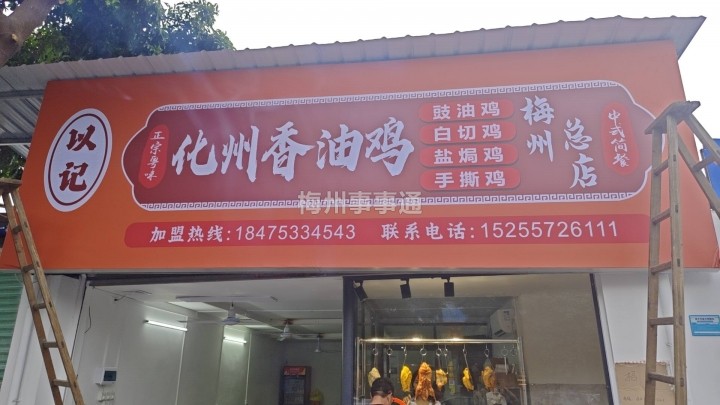 以记
正宗粤味
化州香油鸡
豉油鸡
白切鸡
盐焗鸡
手撕鸡
梅州
总店
中式简餐
梅州事事通
加盟热线:18475334543 联系电话:15255726111